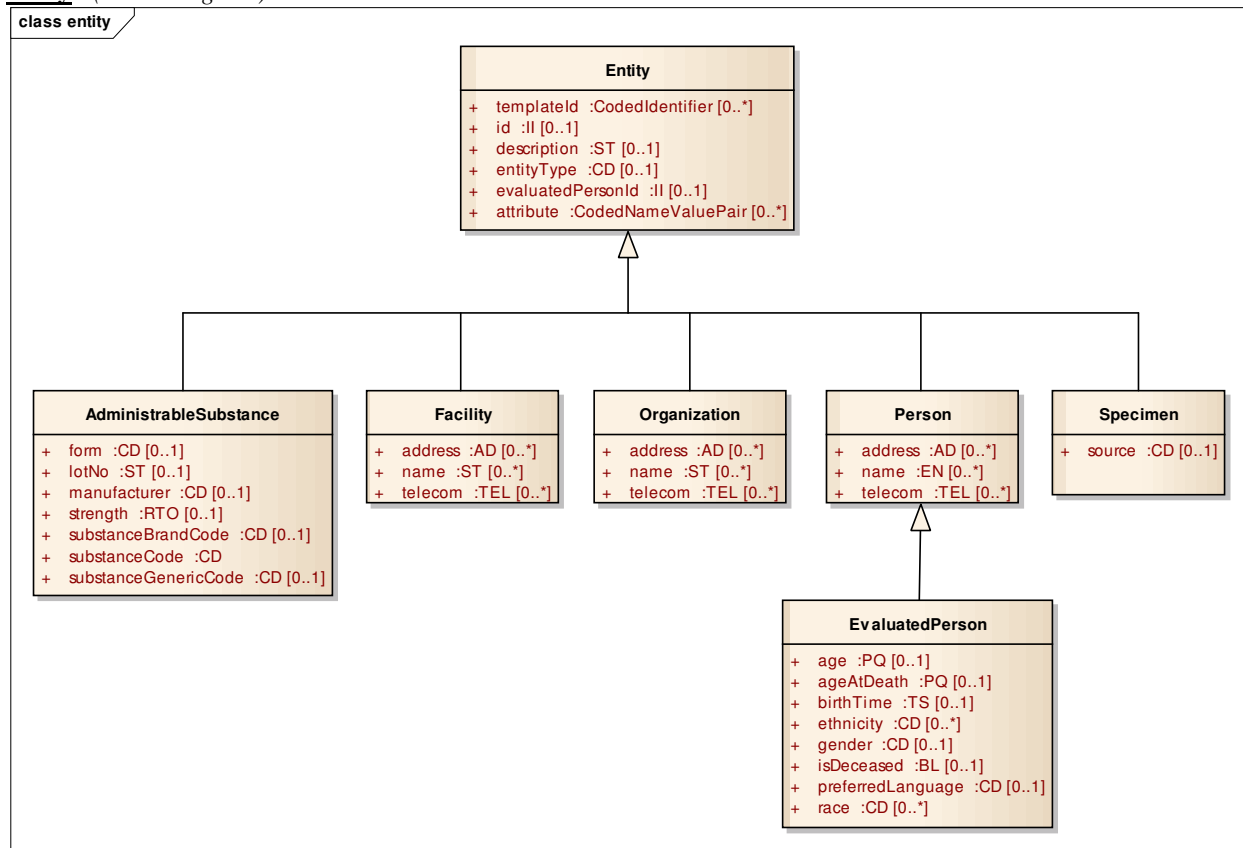 class entity
Entity
+ templateId :CodedIdentifier [0..*]
+ id :II [0..1]
+ description :ST [0..1]
+ entityType :CD [0..1]
+ evaluatedPersonId :II [0..1]
+ attribute :CodedNameValuePair [0..*]
AdministrableSubstance
+ form :CD [0..1]
+ lotNo :ST [0..1]
+ manufacturer :CD [0..1]
+ strength :RTO [0..1]
+ substanceBrandCode :CD [0..1]
+ substanceCode :CD
+ substanceGenericCode :CD [0..1]
Facility
+ address :AD [0..*]
+ name :ST [0..*]
+ telecom :TEL [0..*]
Organization
+ address :AD [0..*]
+ name :ST [0..*]
+ telecom :TEL [0..*]
Person
+ address :AD [0..*]
+ name :EN [0..*]
+ telecom :TEL [0..*]
Specimen
+ source :CD [0..1]
EvaluatedPerson
+ age :PQ [0..1]
+ ageAtDeath :PQ [0..1]
+ birthTime :TS [0..1]
+ ethnicity :CD [0..*]
+ gender :CD [0..1]
+ isDeceased :BL [0..1]
+ preferredLanguage :CD [0..1]
+ race :CD [0..*]